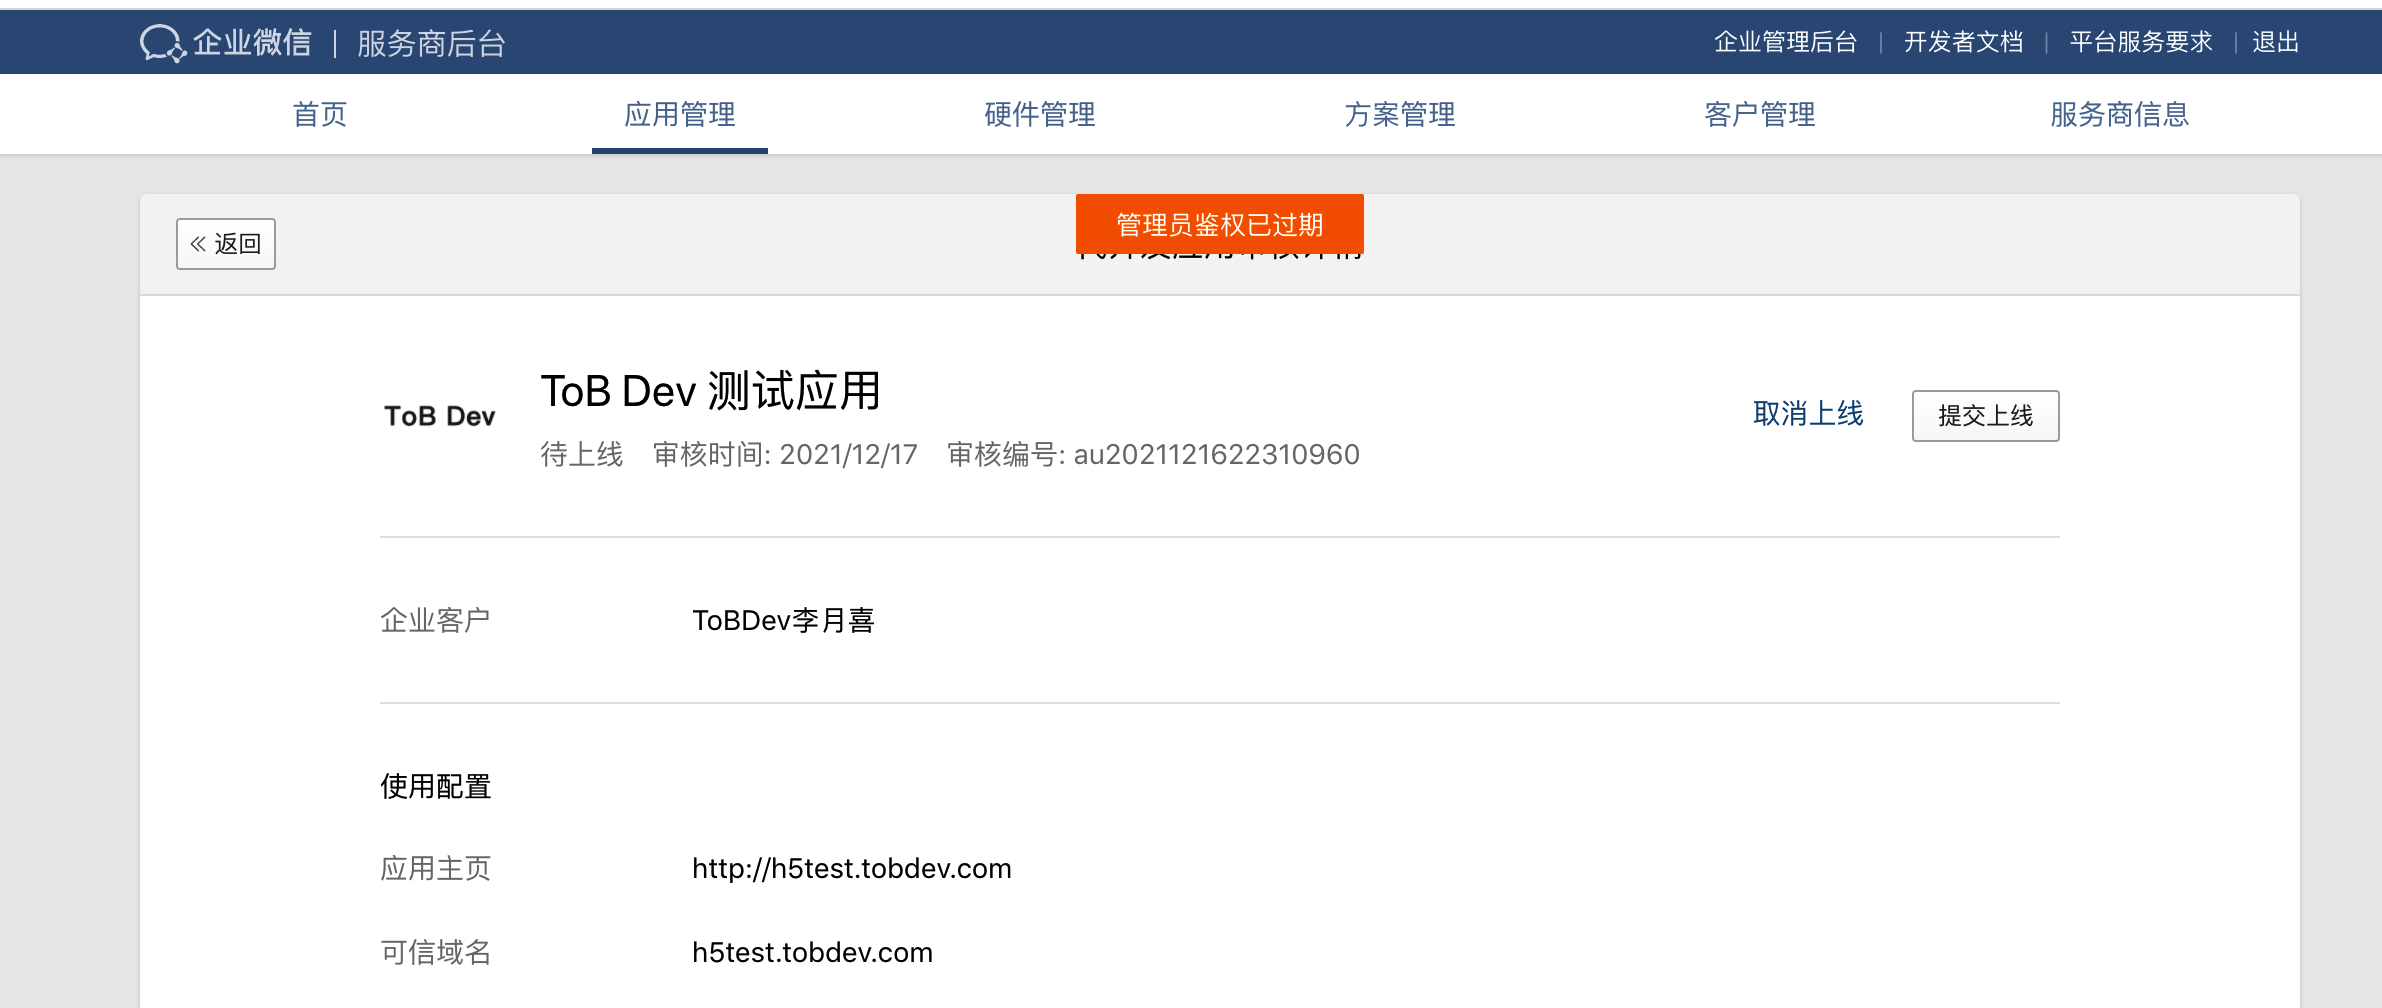 企业微信 | 服务商后台
企业管理后台 | 开发者文档 | 平台服务要求 | 退出
首页 应用管理 硬件管理 方案管理 客户管理 服务商信息
« 返回
管理员鉴权已过期
ToB Dev
ToB Dev 测试应用
待上线 审核时间: 2021/12/17 审核编号: au2021121622310960
取消上线 提交上线
企业客户 ToBDev李月喜
使用配置
应用主页 http://h5test.tobdev.com
可信域名 h5test.tobdev.com